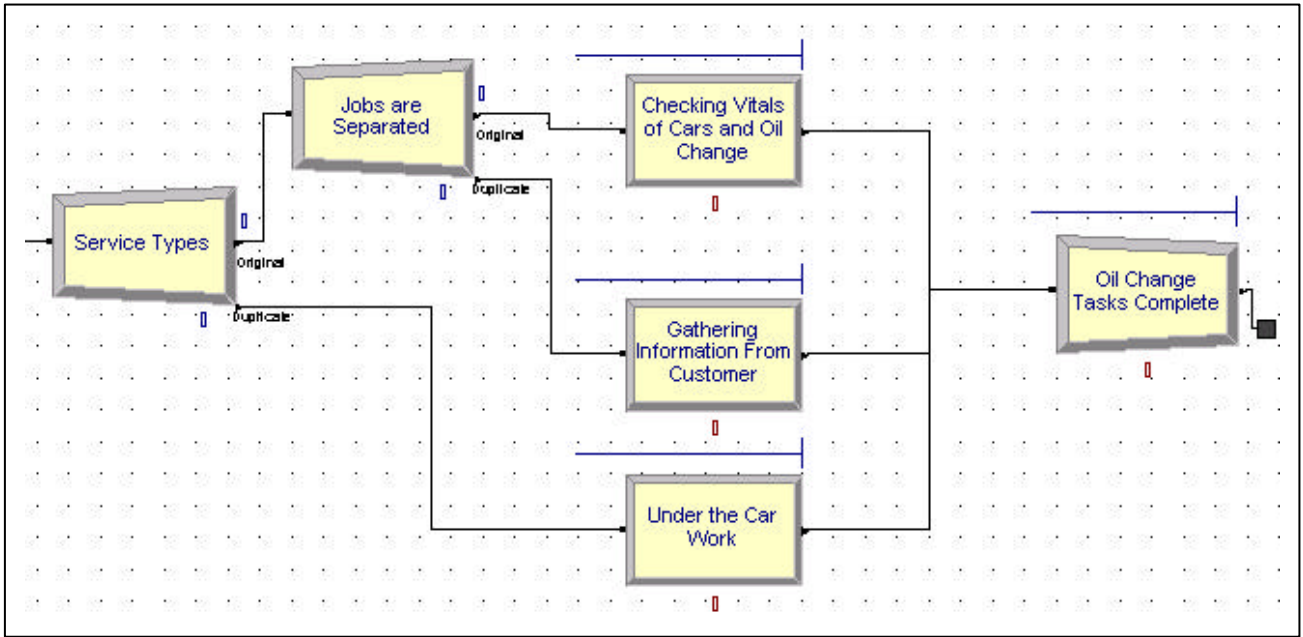 Jobs are
Separated
Original
Duplicate
Service Types
Original
Duplicate
Checking Vitals
of Cars and Oil
Change
Gathering
Information From
Customer
Under the Car
Work
Oil Change
Tasks Complete